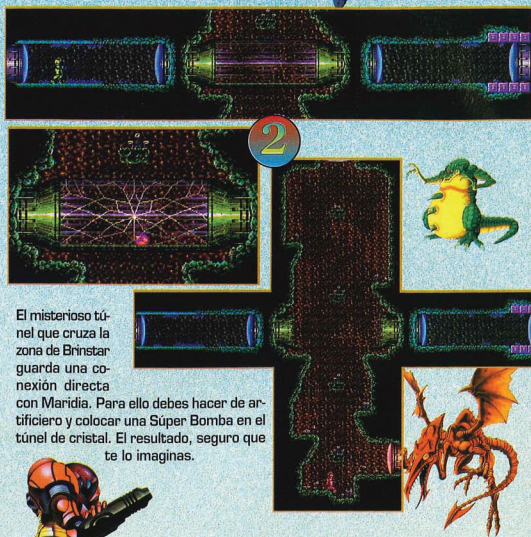 2
El misterioso tú-
nel que cruza la
zona de Brinstar
guarda una co-
nexión directa
con Maridia. Para ello debes hacer de ar-
tificiero y colocar una Súper Bomba en el
túnel de cristal. El resultado, seguro que
te lo imaginas.